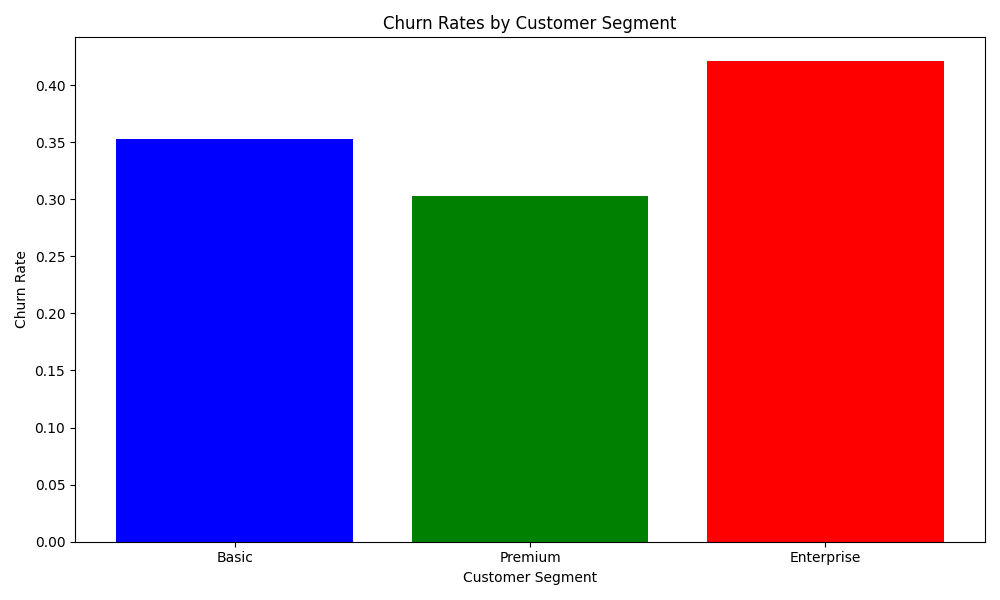 Churn Rates by Customer Segment
Churn Rate
0.40
0.35
0.30
0.25
0.20
0.15
0.10
0.05
0.00
Basic
Premium
Enterprise
Customer Segment